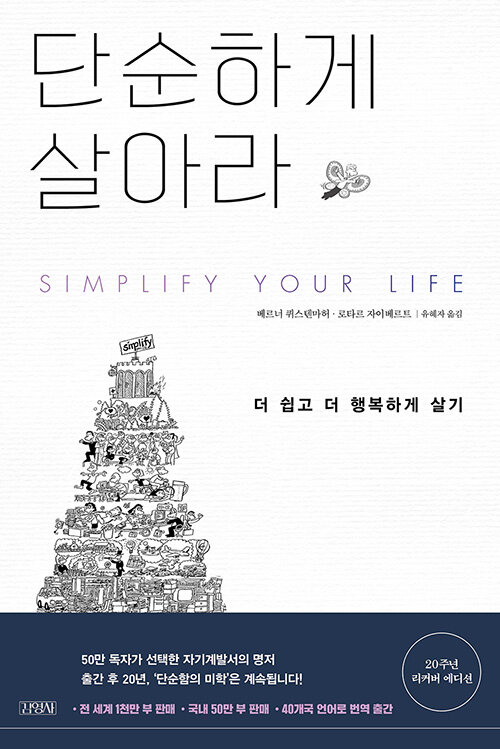 단순하게
살아라
SIMPLIFY YOUR LIFE
베르너 퀴스텐마허 · 로타르 자이베르트 | 유혜자 옮김
simplify
더 쉽고 더 행복하게 살기
50만 독자가 선택한 자기계발서의 명저
출간 후 20년, ‘단순함의 미학’은 계속됩니다!
20주년
리커버 에디션
김영사
• 전 세계 1천만 부 판매 • 국내 50만 부 판매 • 40개국 언어로 번역 출간